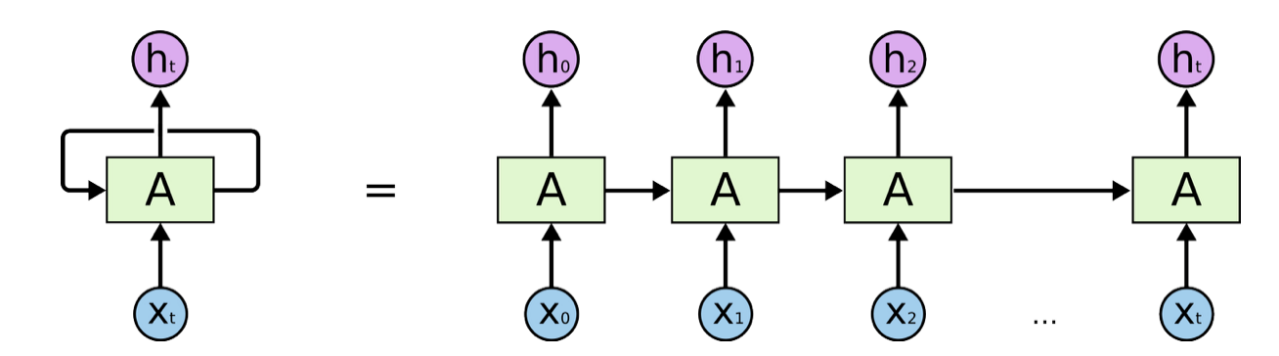 hₜ h₀ h₁ h₂ hₜ
A = A A A A
xₜ x₀ x₁ x₂ ... xₜ